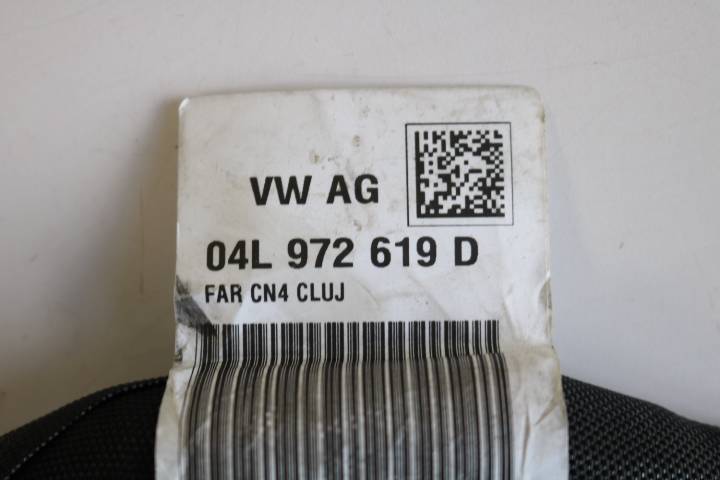 VW AG
04L 972 619 D
FAR CN4 CLUJ